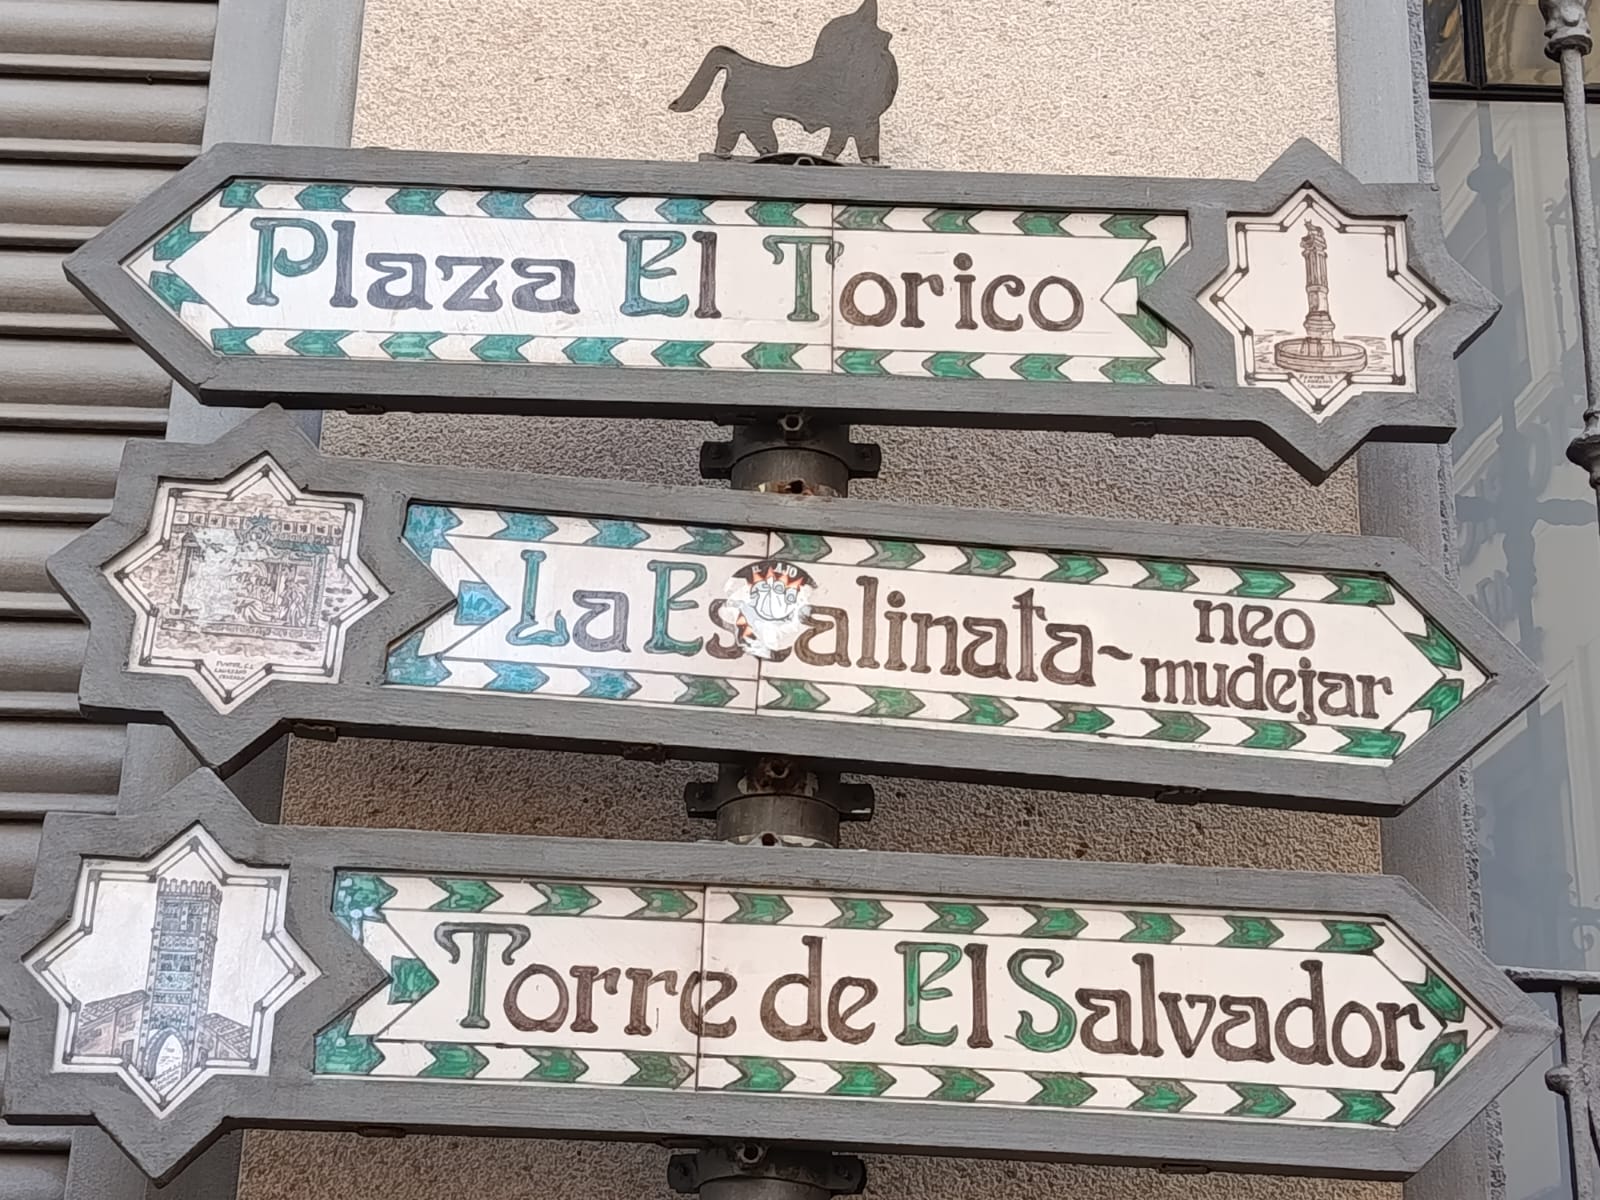 Plaza El Torico
La Escalinata - neo
mudejar
Torre de El Salvador